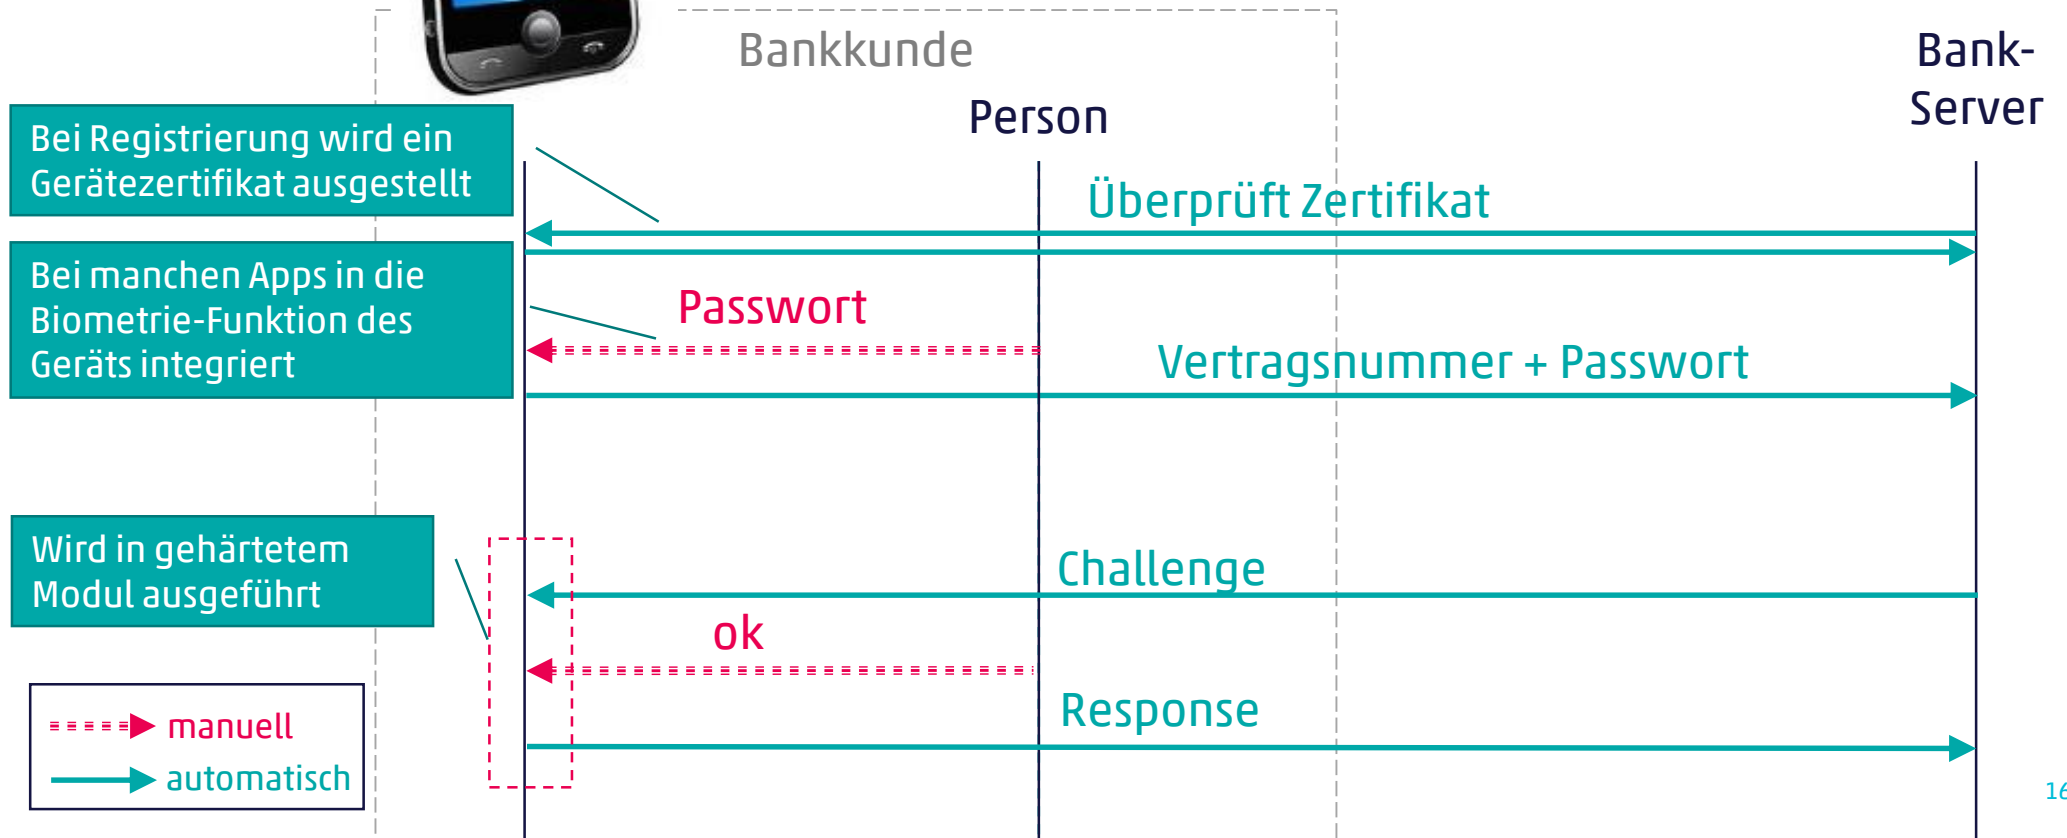 Bankkunde
Bank-
Server
Person
Bei Registrierung wird ein
Gerätezertifikat ausgestellt
Überprüft Zertifikat
Bei manchen Apps in die
Biometrie-Funktion des
Geräts integriert
Passwort
Vertragsnummer + Passwort
Wird in gehärtetem
Modul ausgeführt
Challenge
ok
Response
manuell
automatisch
16